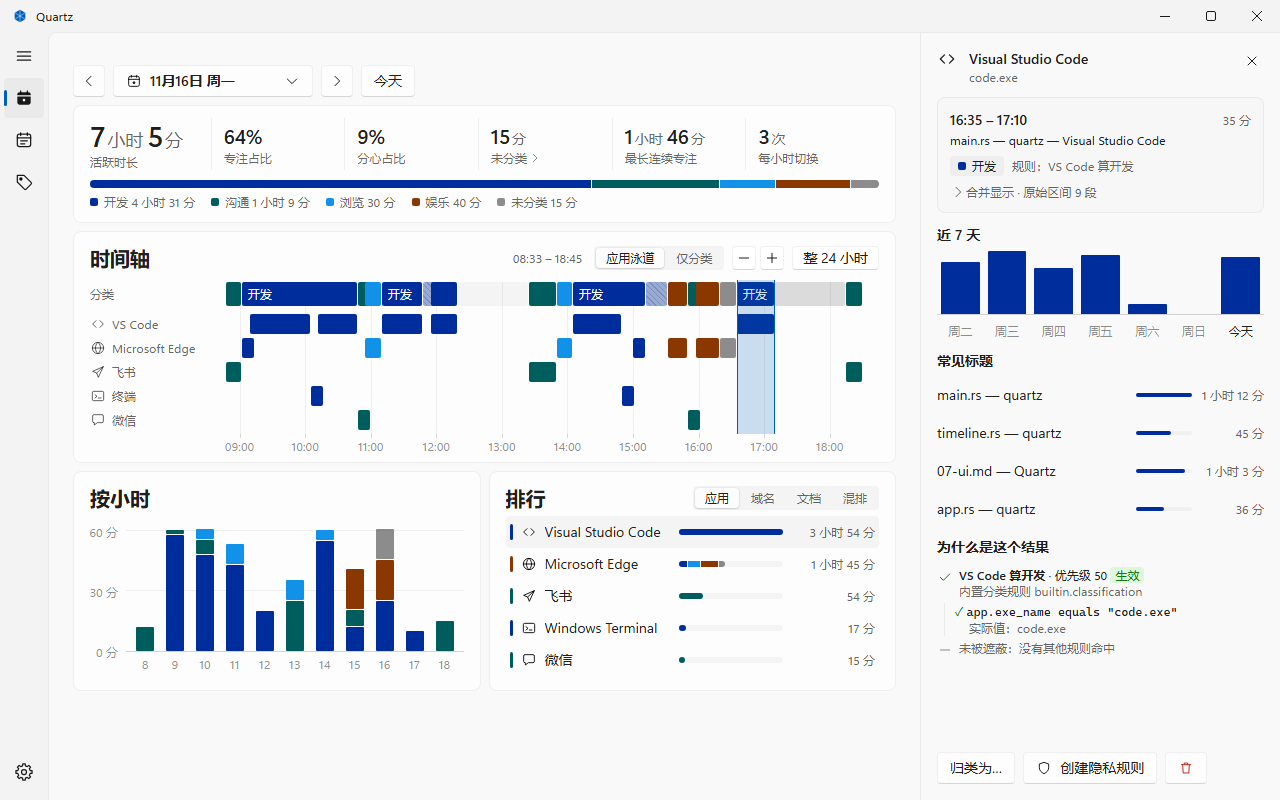 Quartz
11月16日 周一
今天
7小时 5分
活跃时长
64%
专注占比
9%
分心占比
15分
未分类
1小时 46分
最长连续专注
3次
每小时切换
开发 4 小时 31 分 沟通 1 小时 9 分 浏览 30 分 娱乐 40 分 未分类 15 分
时间轴
08:33 – 18:45
应用泳道 仅分类
整 24 小时
分类
开发 开发 开发 开发
VS Code
Microsoft Edge
飞书
终端
微信
09:00 10:00 11:00 12:00 13:00 14:00 15:00 16:00 17:00 18:00
按小时
60 分
30 分
0 分
8 9 10 11 12 13 14 15 16 17 18
排行
应用 域名 文档 混排
Visual Studio Code 3 小时 54 分
Microsoft Edge 1 小时 45 分
飞书 54 分
Windows Terminal 17 分
微信 15 分
Visual Studio Code
code.exe
16:35 – 17:10 35 分
main.rs — quartz — Visual Studio Code
开发 规则：VS Code 算开发
合并显示 · 原始区间 9 段
近 7 天
周二 周三 周四 周五 周六 周日 今天
常见标题
main.rs — quartz 1 小时 12 分
timeline.rs — quartz 45 分
07-ui.md — Quartz 1 小时 3 分
app.rs — quartz 36 分
为什么是这个结果
VS Code 算开发 · 优先级 50 生效
内置分类规则 builtin.classification
app.exe_name equals "code.exe"
实际值：code.exe
未被遮蔽：没有其他规则命中
归类为... 创建隐私规则